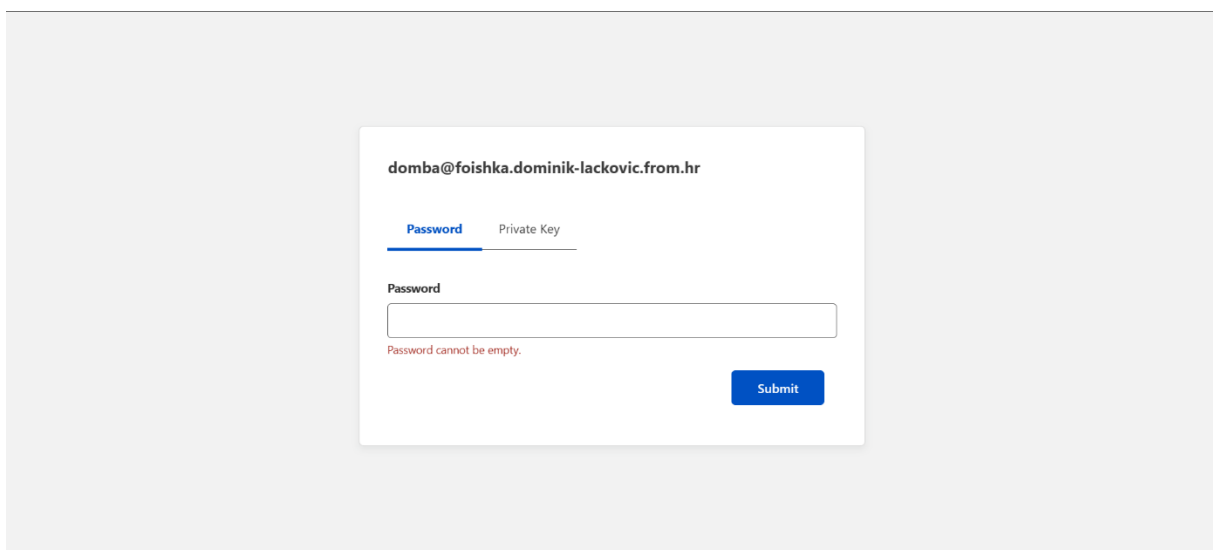 domba@foishka.dominik-lackovic.from.hr
Password Private Key
Password
Password cannot be empty.
Submit